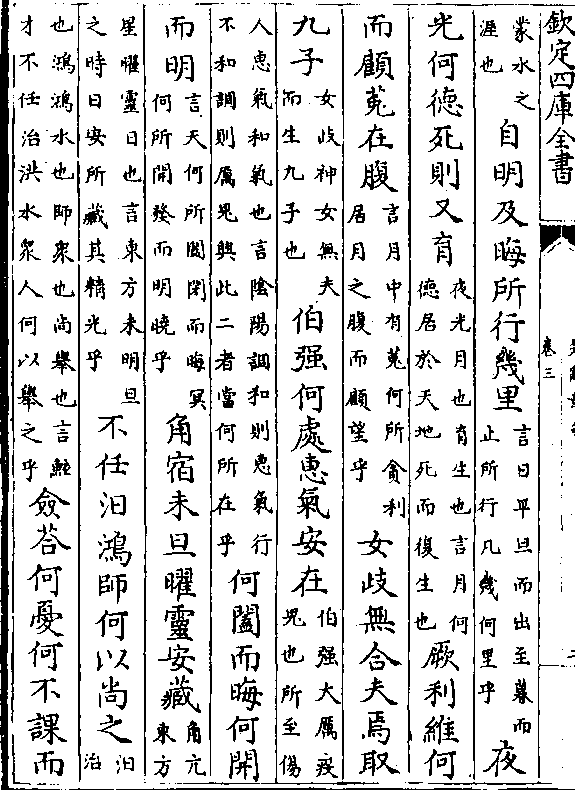 欽定四庫全書
卷三
蒙水之涯也自明及晦所行幾里言日平旦而出至暮而止所行凡幾何里乎夜
光何德死則又育夜光月也育生也言月何德居於天地死而復生也厥利維何
而顧菟在腹言月中有菟何所貪利居月之腹而顧望乎女歧無合夫焉取
九子女歧神女無夫而生九子也伯强何處惠氣安在伯强大厲疫鬼也所至傷
人惠氣和氣也言陰陽調和則惠氣行不和調則厲鬼興此二者當何所在乎何闔而晦何開
而明言天何所闔閉而晦冥何所開發而明曉乎角宿未旦曜靈安藏角亢東方
星曜靈日也言東方未明旦之時日安所藏其精光乎不任汩鴻師何以尚之汩治
也鴻鴻水也師衆也尚舉也言鯀才不任治洪水衆人何以舉之乎僉荅何憂何不課而